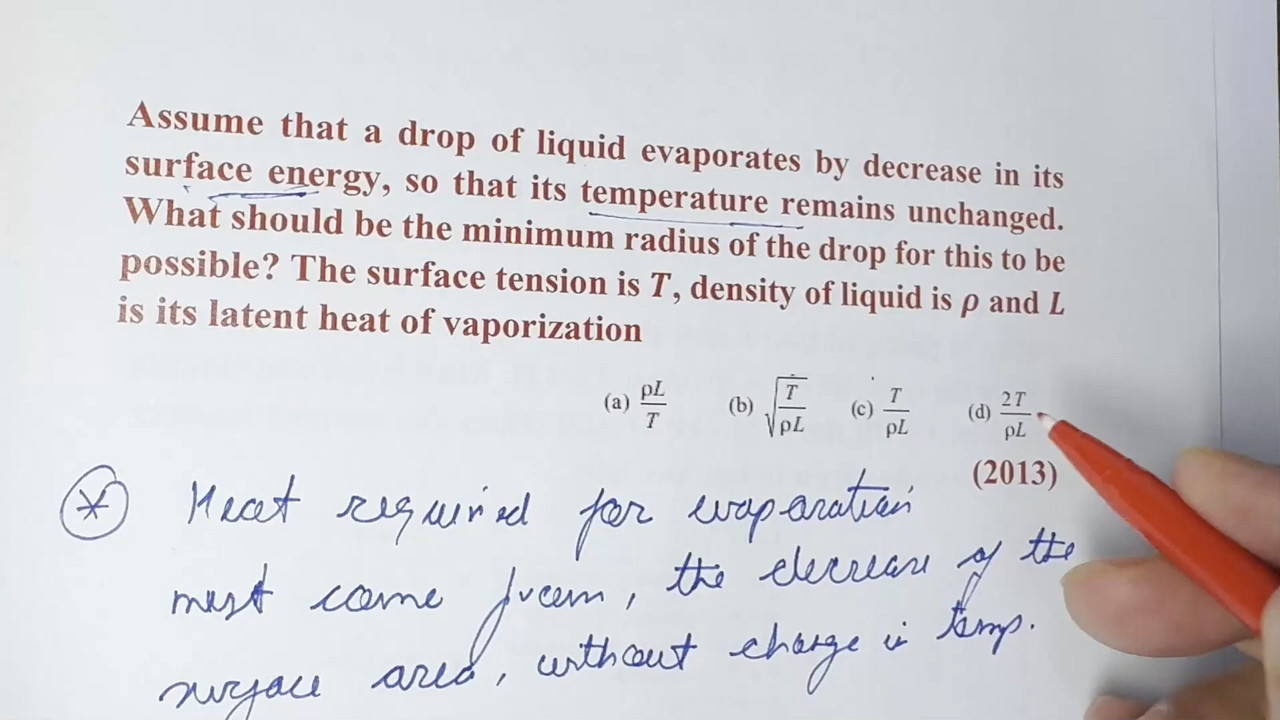 Assume that a drop of liquid evaporates by decrease in its
surface energy, so that its temperature remains unchanged.
What should be the minimum radius of the drop for this to be
possible? The surface tension is T, density of liquid is ρ and L
is its latent heat of vaporization
(a) ρL/T (b) √(T/ρL) (c) T/ρL (d) 2T/ρL
(2013)
* Heat required for evaporation
must come from, the decrease of the
surface area, without change in temp.